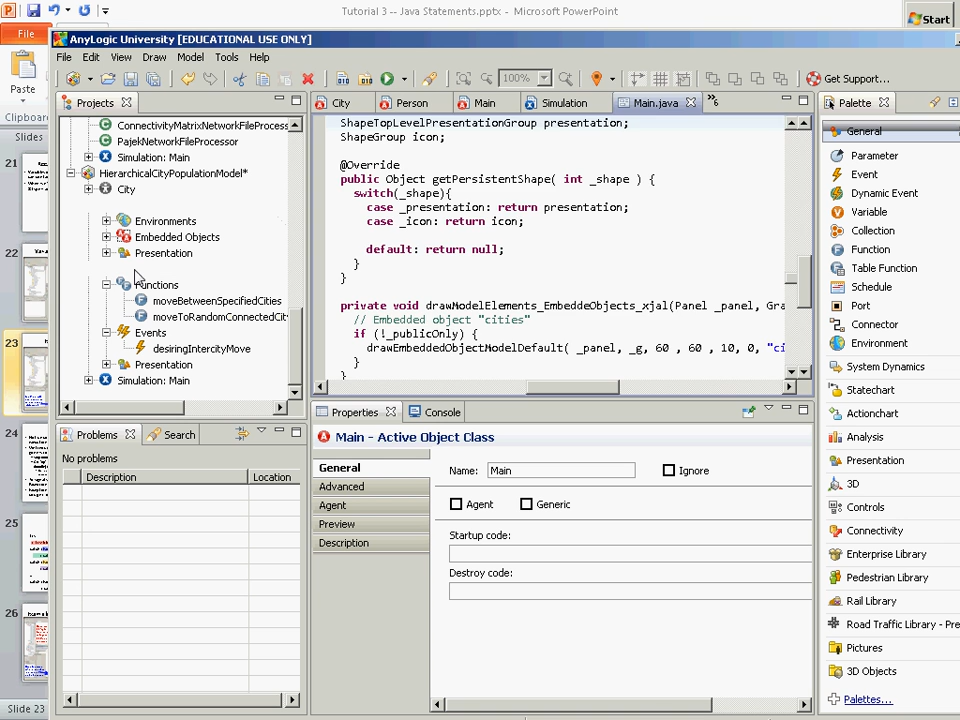 Tutorial 3 -- Java Statements.pptx - Microsoft PowerPoint
Start
File
AnyLogic University [EDUCATIONAL USE ONLY]
File Edit View Draw Model Tools Help
Paste
100%
Get Support...
Clipboard
Projects
City Person Main Simulation Main.java
Palette
Slides
ConnectivityMatrixNetworkFileProcess
PajekNetworkFileProcessor
Simulation: Main
HierarchicalCityPopulationModel*
City
Environments
Embedded Objects
Presentation
Functions
moveBetweenSpecifiedCities
moveToRandomConnectedCit
Events
desiringIntercityMove
Presentation
Simulation: Main
ShapeTopLevelPresentationGroup presentation;
ShapeGroup icon;
@Override
public Object getPersistentShape( int _shape ) {
switch(_shape){
case _presentation: return presentation;
case _icon: return icon;
default: return null;
}
}
private void drawModelElements_EmbeddeObjects_xjal(Panel _panel, Gra
// Embedded object "cities"
if (!_publicOnly) {
drawEmbeddedObjectModelDefault( _panel, _g, 60 , 60 , 10, 0, "ci
}
}
General
Parameter
Event
Dynamic Event
Variable
Collection
Function
Table Function
Schedule
Port
Connector
Environment
System Dynamics
Statechart
Actionchart
Analysis
Presentation
3D
Controls
Connectivity
Enterprise Library
Pedestrian Library
Rail Library
Road Traffic Library - Pre
Pictures
3D Objects
Palettes...
21
22
23
24
25
26
Problems Search
No problems
Description Location
Properties Console
Main - Active Object Class
General
Advanced
Agent
Preview
Description
Name: Main Ignore
Agent Generic
Startup code:
Destroy code:
Slide 23